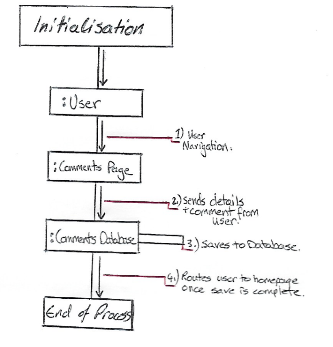 Initialisation
:User
1) User
Navigation.
:Comments Page
2) Sends details
+ comment from
user.
:Comments Database
3.) Saves to Database.
4.) Routes user to homepage
once save is complete.
End of Process